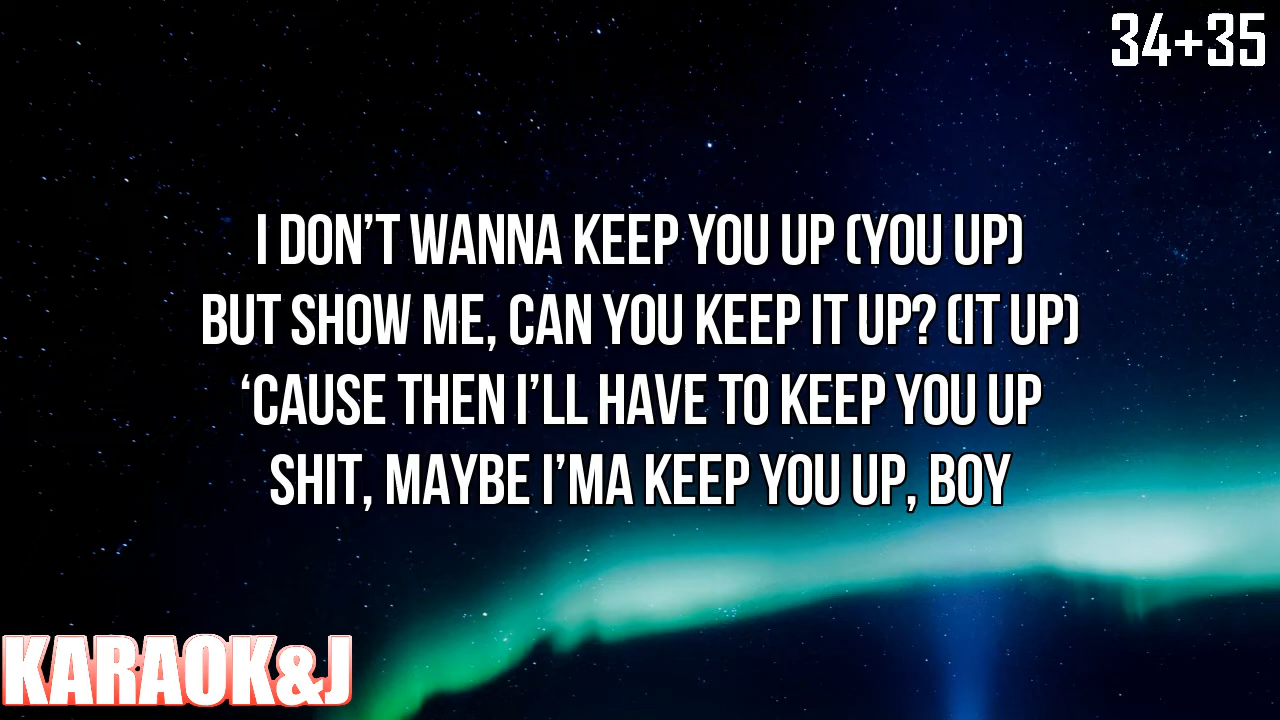 34+35
I DON’T WANNA KEEP YOU UP (YOU UP)
BUT SHOW ME, CAN YOU KEEP IT UP? (IT UP)
‘CAUSE THEN I’LL HAVE TO KEEP YOU UP
SHIT, MAYBE I’MA KEEP YOU UP, BOY
KARAOK&J